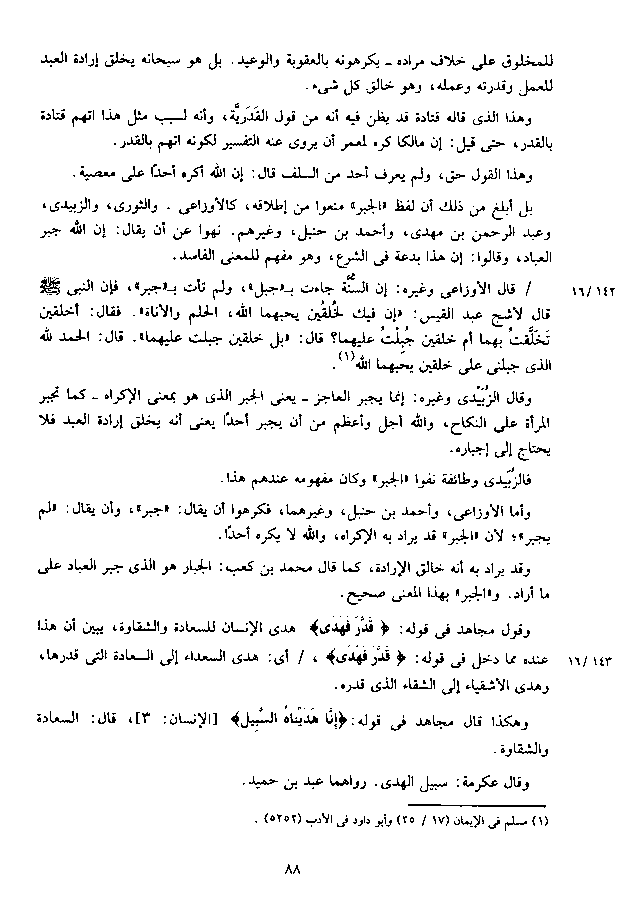 للمخلوق على خلاف مراده ـ يكرهونه بالعقوبة والوعيد. بل هو سبحانه يخلق إرادة العبد
للعمل وقدرته وعمله، وهو خالق كل شىء.
وهذا الذى قاله قتادة قد يظن فيه أنه من قول القَدَريَّة، وأنه لسبب مثل هذا اتهم قتادة
بالقدر، حتى قيل: إن مالكا كره لمعمر أن يروى عنه التفسير لكونه اتهم بالقدر.
وهذا القول حق، ولم يعرف أحد من السلف قال: إن الله أكره أحدًا على معصية.
بل أبلغ من ذلك أن لفظ «الجبر» منعوا من إطلاقه، كالأوزاعى . والثورى، والزبيدى،
وعبد الرحمن بن مهدى، وأحمد بن حنبل، وغيرهم. نهوا عن أن يقال: إن الله جبر
العباد، وقالوا: إن هذا بدعة فى الشرع، وهو مفهم للمعنى الفاسد.
١٦/١٤٢ / قال الأوزاعى وغيره: إن السُّنَّة جاءت بـ«جبل»، ولم تأت بـ«جبر»، فإن النبى ﷺ
قال لأشج عبد القيس: «إن فيك لَخُلقين يحبهما الله، الحلم والأناة». فقال: أخلقين
تَخَلَّقتُ بهما أم خلقين جُبِلْتُ عليهما؟ قال: «بل خلقين جبلت عليهما». قال: الحمد لله
الذى جبلنى على خلقين يحبهما الله(١).
وقال الزُّبَيْدى وغيره: إنما يجبر العاجز ـ يعنى الجبر الذى هو بمعنى الإكراه ـ كما تجبر
المرأة على النكاح، والله أجل وأعظم من أن يجبر أحدًا يعنى أنه يخلق إرادة العبد فلا
يحتاج إلى إجباره.
فالزُّبَيدى وطائفة نفوا «الجبر» وكان مفهومه عندهم هذا.
وأما الأوزاعى، وأحمد بن حنبل، وغيرهما، فكرهوا أن يقال: «جبر»، وأن يقال: «لم
يجبر»؛ لأن «الجبر» قد يراد به الإكراه، والله لا يكره أحدًا.
وقد يراد به أنه خالق الإرادة، كما قال محمد بن كعب: الجبار هو الذى جبر العباد على
ما أراد. و«الجبر» بهذا المعنى صحيح.
وقول مجاهد فى قوله: ﴿ قَدَّرَ فَهَدَى﴾ هدى الإنسان للسعادة والشقاوة، يبين أن هذا
١٦/١٤٣ عنده مما دخل فى قوله: ﴿ قَدَّرَ فَهَدَى﴾ ، / أى: هدى السعداء إلى السعادة التى قدرها،
وهدى الأشقياء إلى الشقاء الذى قدره.
وهكذا قال مجاهد فى قوله:﴿إِنَّا هَدَيْنَاهُ السَّبِيل﴾ [الإنسان: ٣]، قال: السعادة
والشقاوة.
وقال عكرمة: سبيل الهدى. رواهما عبد بن حميد.
(١) مسلم فى الإيمان (١٧ / ٢٥) وأبو داود فى الأدب (٥٢٥٢) .
٨٨